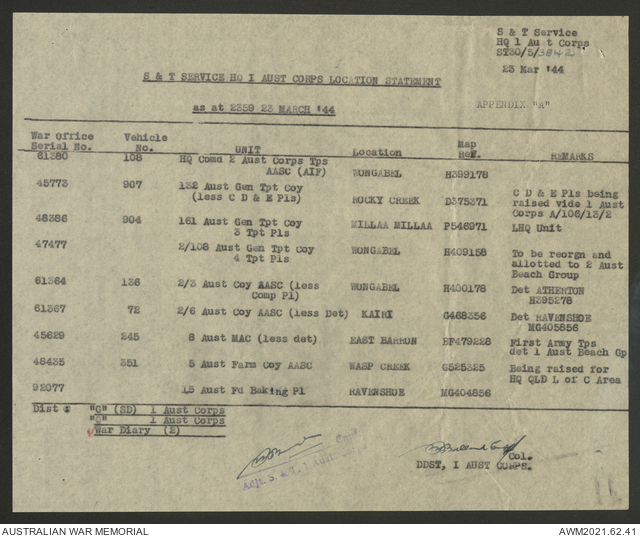 S & T Service
HQ 1 Aust Corps
ST30/5/3842
23 Mar '44
S & T SERVICE HQ I AUST CORPS LOCATION STATEMENT
as at 2359 23 MARCH '44
APPENDIX "A"
War Office Serial No. Vehicle No. UNIT Location Map Ref. REMARKS
61380 108 HQ Comd 2 Aust Corps Tps AASC (AIF) WONGABEL H399178
45773 907 132 Aust Gen Tpt Coy (less C D & E Pls) ROCKY CREEK D375371 C D & E Pls being raised vide 1 Aust Corps A/106/13/2
48386 904 161 Aust Gen Tpt Coy 3 Tpt Pls MILLAA MILLAA P546971 LHQ Unit
47477 2/108 Aust Gen Tpt Coy 4 Tpt Pls WONGABEL H409158 To be reorgn and allotted to 2 Aust Beach Group
61364 136 2/3 Aust Coy AASC (less Comp Pl) WONGABEL H400178 Det ATHERTON H395278
61367 72 2/6 Aust Coy AASC (less Det) KAIRI G468356 Det RAVENSHOE MG405856
45629 245 8 Aust MAC (less det) EAST BARRON BF479228 First Army Tps det 1 Aust Beach Gp
48435 351 5 Aust Farm Coy AASC WASP CREEK G525325 Being raised for HQ QLD L of C Area
92077 15 Aust Fd Baking Pl RAVENSHOE MG404856
Dist : "G" (SD) 1 Aust Corps
1 Aust Corps
War Diary (2)
Capt
Adjt. S. & T. 1 Aust Corps
Col.
DDST, I AUST CORPS.
AUSTRALIAN WAR MEMORIAL
AWM2021.62.41